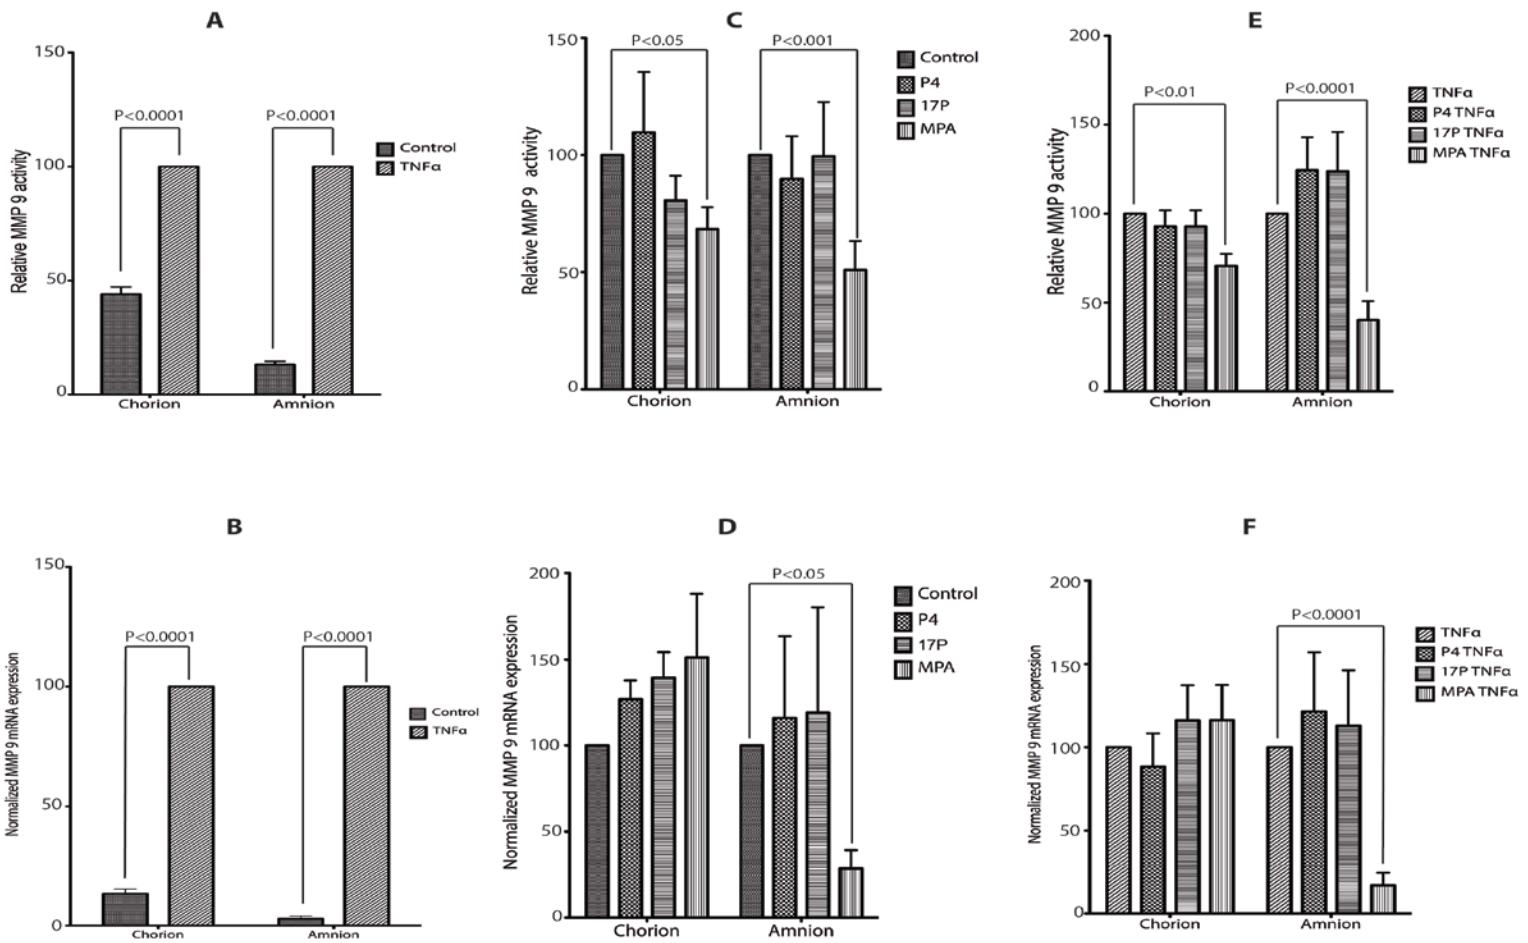 A
150
100
50
0
Relative MMP 9 activity
P<0.0001
P<0.0001
Control
TNFα
Chorion
Amnion
C
150
100
50
0
Relative MMP 9 activity
P<0.05
P<0.001
Control
P4
17P
MPA
Chorion
Amnion
E
200
150
100
50
0
Relative MMP 9 activity
P<0.01
P<0.0001
TNFα
P4 TNFα
17P TNFα
MPA TNFα
Chorion
Amnion
B
150
100
50
0
Normalized MMP 9 mRNA expression
P<0.0001
P<0.0001
Control
TNFα
Chorion
Amnion
D
200
150
100
50
0
Normalized MMP 9 mRNA expression
P<0.05
Control
P4
17P
MPA
Chorion
Amnion
F
200
150
100
50
0
Normalized MMP 9 mRNA expression
P<0.0001
TNFα
P4 TNFα
17P TNFα
MPA TNFα
Chorion
Amnion